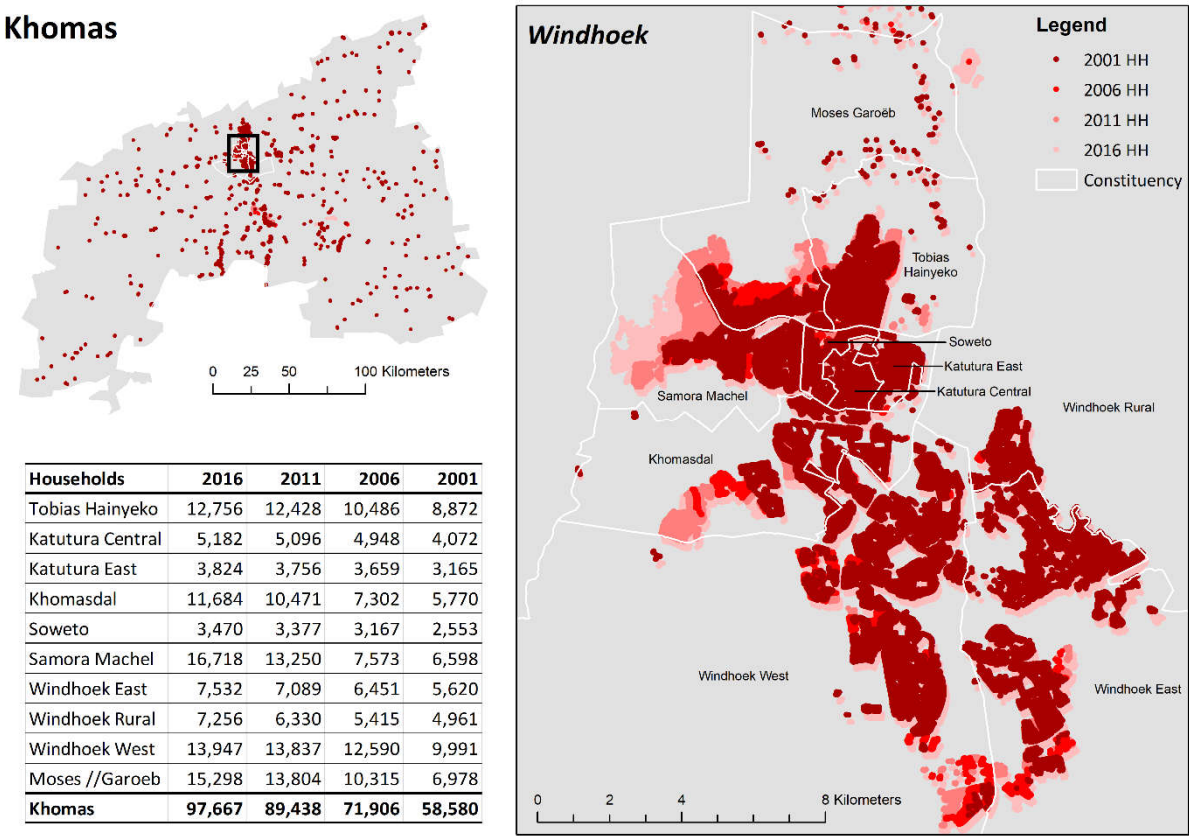 Khomas
0 25 50 100 Kilometers
Households 2016 2011 2006 2001
Tobias Hainyeko 12,756 12,428 10,486 8,872
Katutura Central 5,182 5,096 4,948 4,072
Katutura East 3,824 3,756 3,659 3,165
Khomasdal 11,684 10,471 7,302 5,770
Soweto 3,470 3,377 3,167 2,553
Samora Machel 16,718 13,250 7,573 6,598
Windhoek East 7,532 7,089 6,451 5,620
Windhoek Rural 7,256 6,330 5,415 4,961
Windhoek West 13,947 13,837 12,590 9,991
Moses //Garoeb 15,298 13,804 10,315 6,978
Khomas 97,667 89,438 71,906 58,580
Windhoek
Legend
2001 HH
2006 HH
2011 HH
2016 HH
Constituency
Moses Garoëb
Tobias
Hainyeko
Soweto
Katutura East
Katutura Central
Samora Machel
Windhoek Rural
Khomasdal
Windhoek West
Windhoek East
0 2 4 8 Kilometers